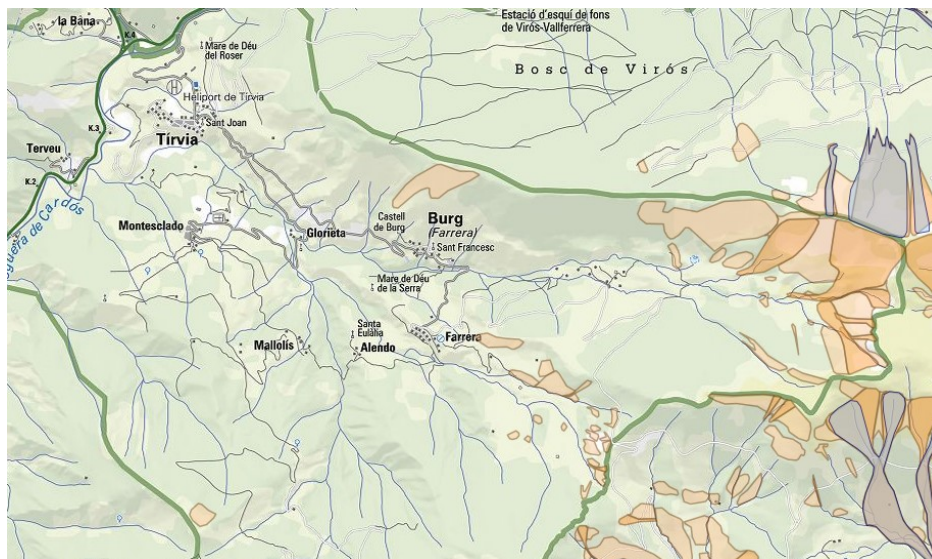 la Bana
K.4
Mare de Déu
del Roser
Estació d'esquí de fons
de Virós-Vallferrera
Bosc de Virós
H
Heliport de Tírvia
Sant Joan
Tírvia
K.3
Terveu
K.2
oguera de Cardós
Montesclado
Glorieta
Castell
de Burg
Burg
(Farrera)
Sant Francesc
Mare de Déu
de la Serra
Santa
Eulàlia
Farrera
Mallolís
Alendo